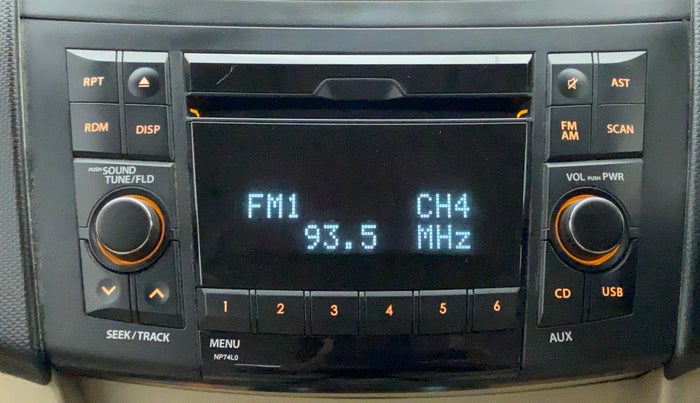 RPT
RDM
DISP
PUSH SOUND
TUNE/FLD
SEEK/TRACK
FM1 CH4
93.5 MHz
1 2 3 4 5 6
MENU
NP74L0
AST
FM
AM
SCAN
VOL PUSH PWR
CD
USB
AUX